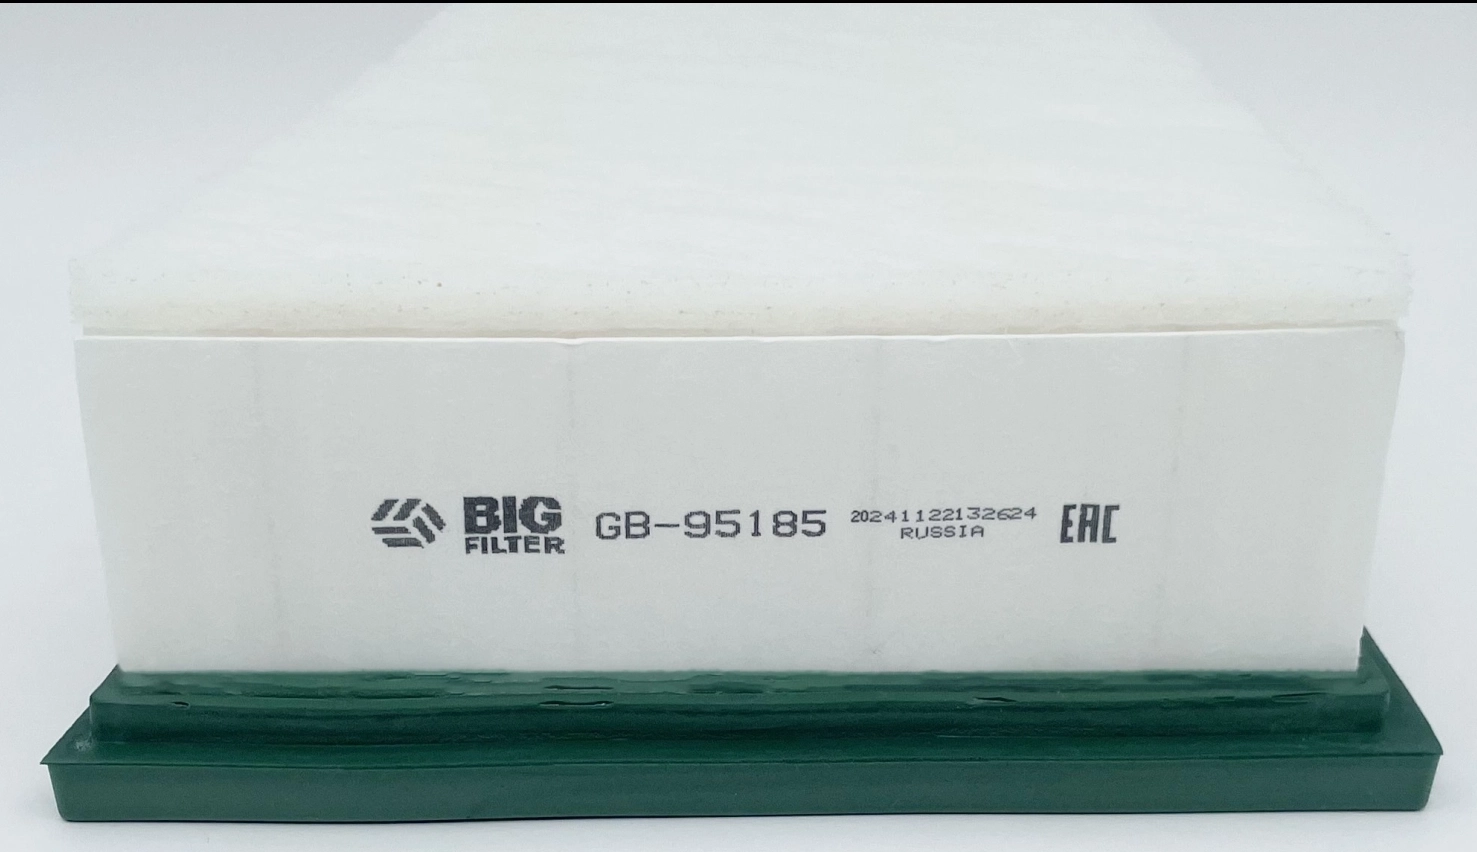 BIG
FILTER
GB-95185
20241122132624
RUSSIA
EAC